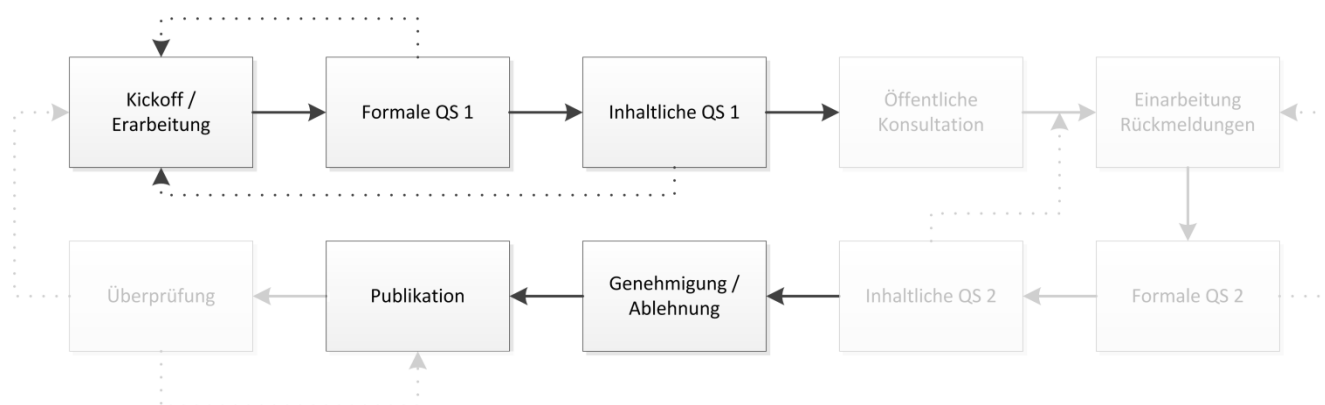 Kickoff /
Erarbeitung
Formale QS 1
Inhaltliche QS 1
Öffentliche
Konsultation
Einarbeitung
Rückmeldungen
Überprüfung
Publikation
Genehmigung /
Ablehnung
Inhaltliche QS 2
Formale QS 2